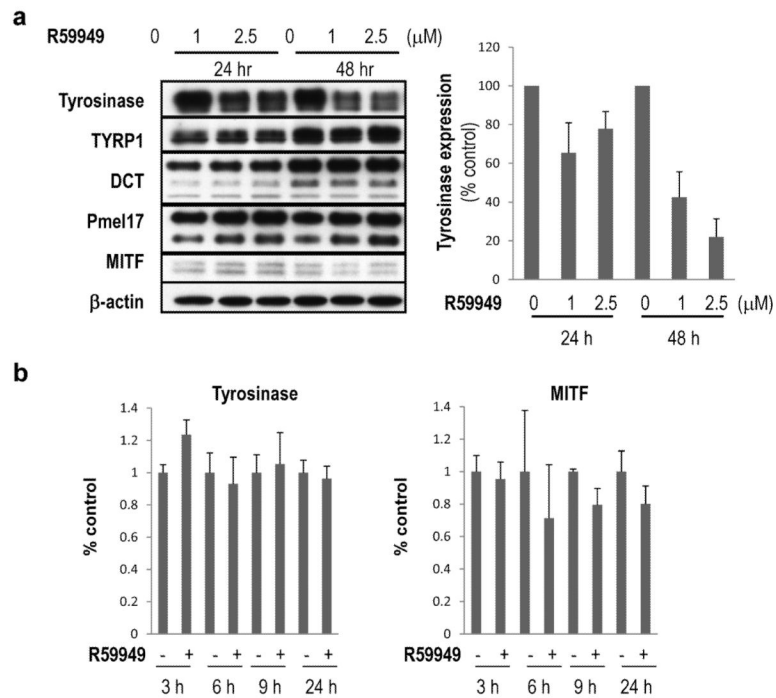 a
R59949 0 1 2.5 0 1 2.5 (μM)
24 hr 48 hr
Tyrosinase
TYRP1
DCT
Pmel17
MITF
β-actin
Tyrosinase expression
(% control)
120
100
80
60
40
20
0
R59949 0 1 2.5 0 1 2.5 (μM)
24 h 48 h
b
Tyrosinase
% control
1.4
1.2
1
0.8
0.6
0.4
0.2
0
R59949 - + - + - + - +
3 h 6 h 9 h 24 h
MITF
% control
1.4
1.2
1
0.8
0.6
0.4
0.2
0
R59949 - + - + - + - +
3 h 6 h 9 h 24 h